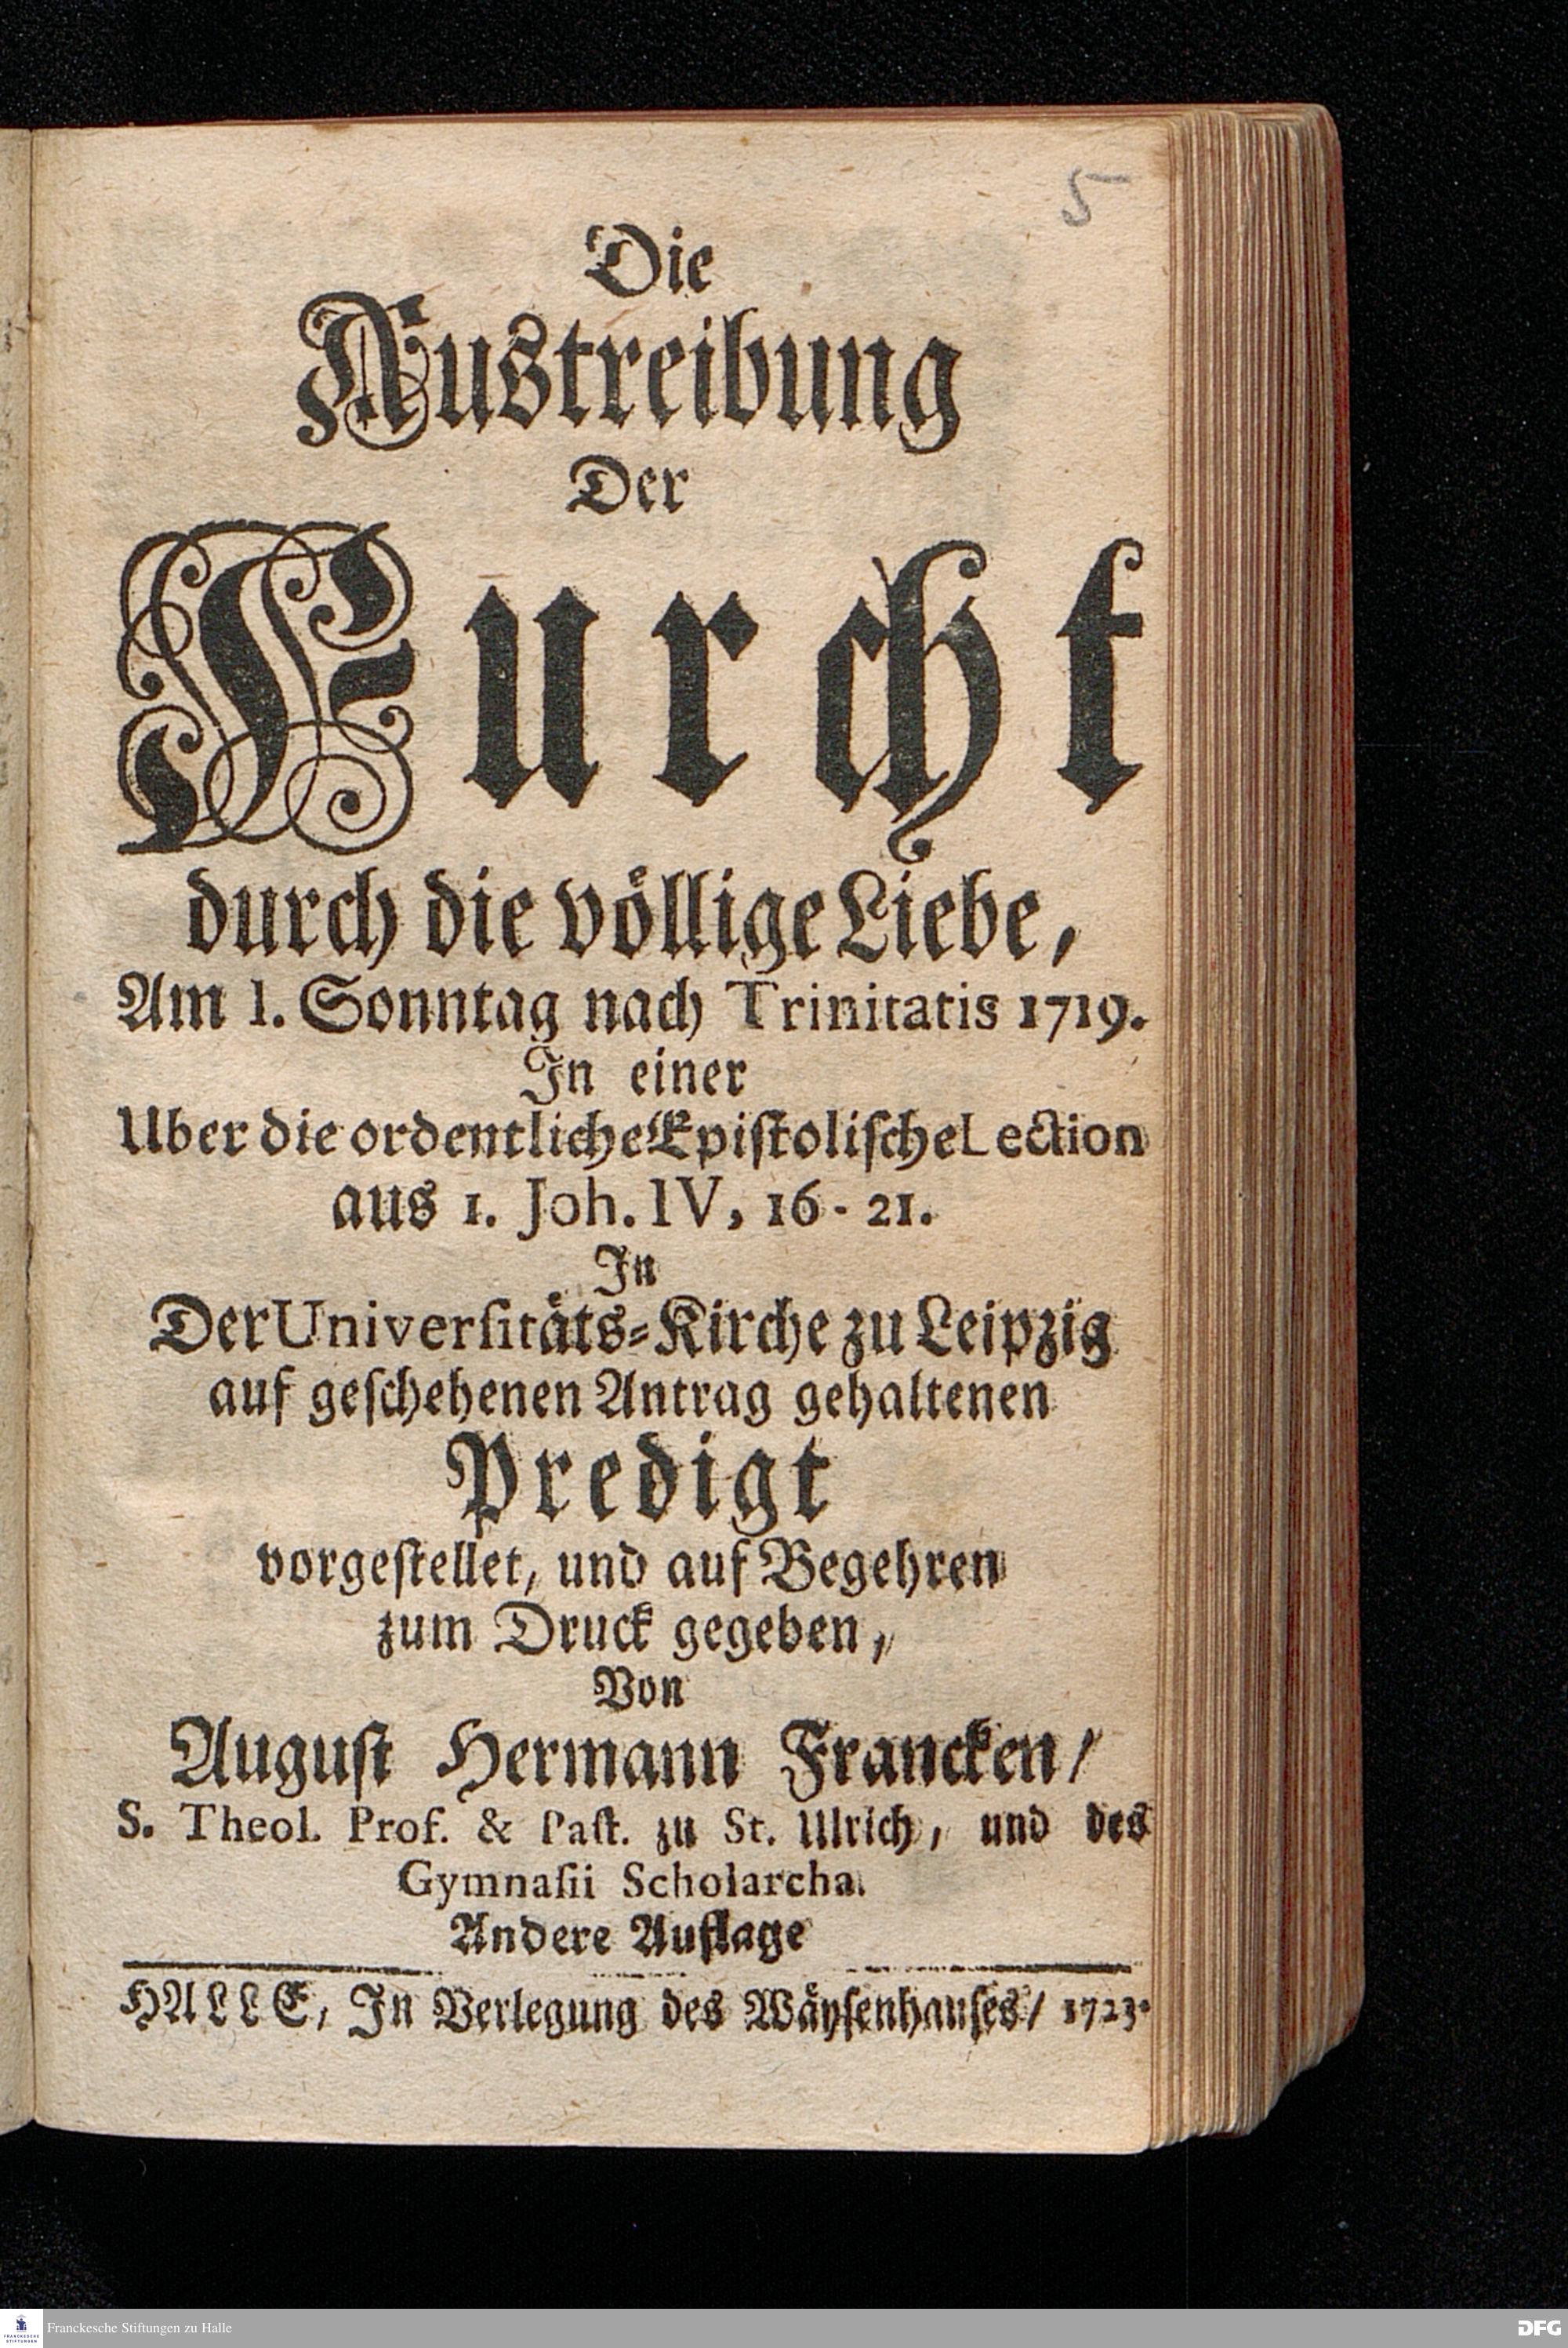 5
Die
Austreibung
Der
Furcht
durch die völlige Liebe,
Am I. Sonntag nach Trinitatis 1719.
In einer
Uber die ordentliche Epistolische Lection
aus 1. Joh. IV, 16-21.
In
Der Universitäts-Kirche zu Leipzig
auf geschehenen Antrag gehaltenen
Predigt
vorgestellet, und auf Begehren
zum Druck gegeben,
Von
August Hermann Francken/
S. Theol. Prof. & Past. zu St. Ulrich, und des
Gymnasii Scholarcha.
Andere Auflage
HALLE, In Verlegung des Wäysenhauses/ 1723.
FRANCKESCHE
STIFTUNGEN
Franckesche Stiftungen zu Halle
DFG